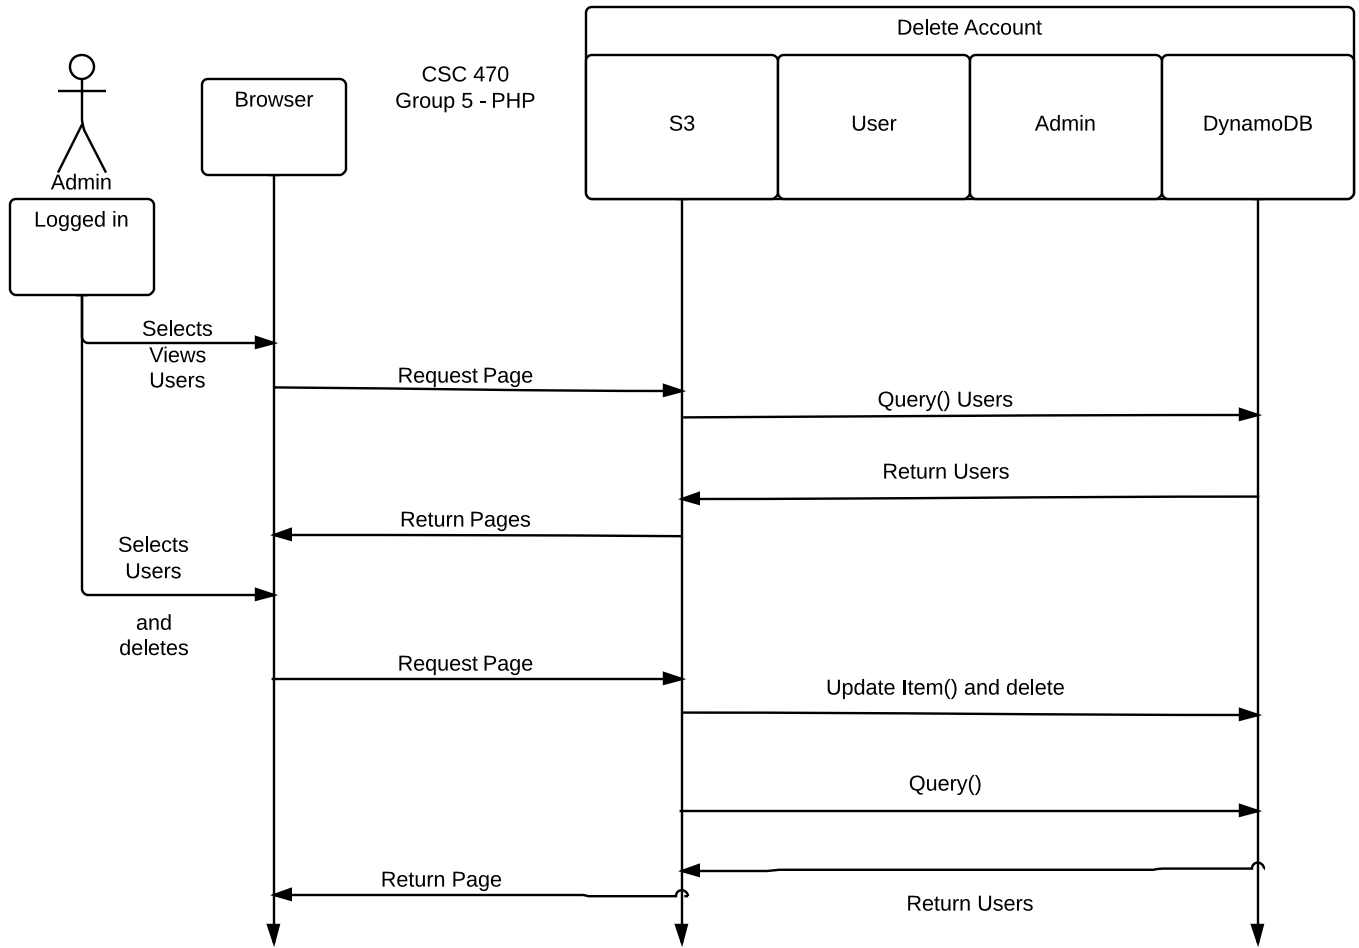 Delete Account
CSC 470
Group 5 - PHP
Browser
S3
User
Admin
DynamoDB
Admin
Logged in
Selects
Views
Users
Request Page
Query() Users
Return Users
Return Pages
Selects
Users
and
deletes
Request Page
Update Item() and delete
Query()
Return Page
Return Users